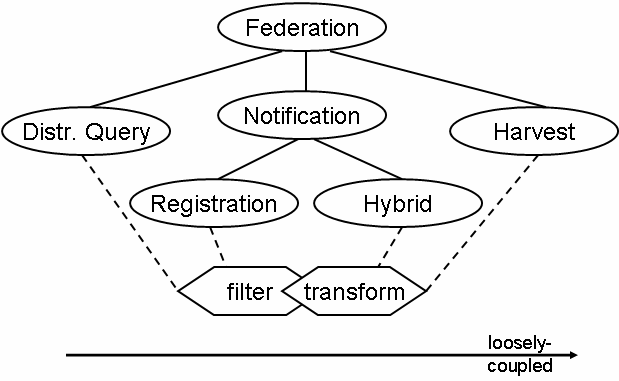 Federation
Notification
Distr. Query
Harvest
Registration
Hybrid
filter
transform
loosely-
coupled